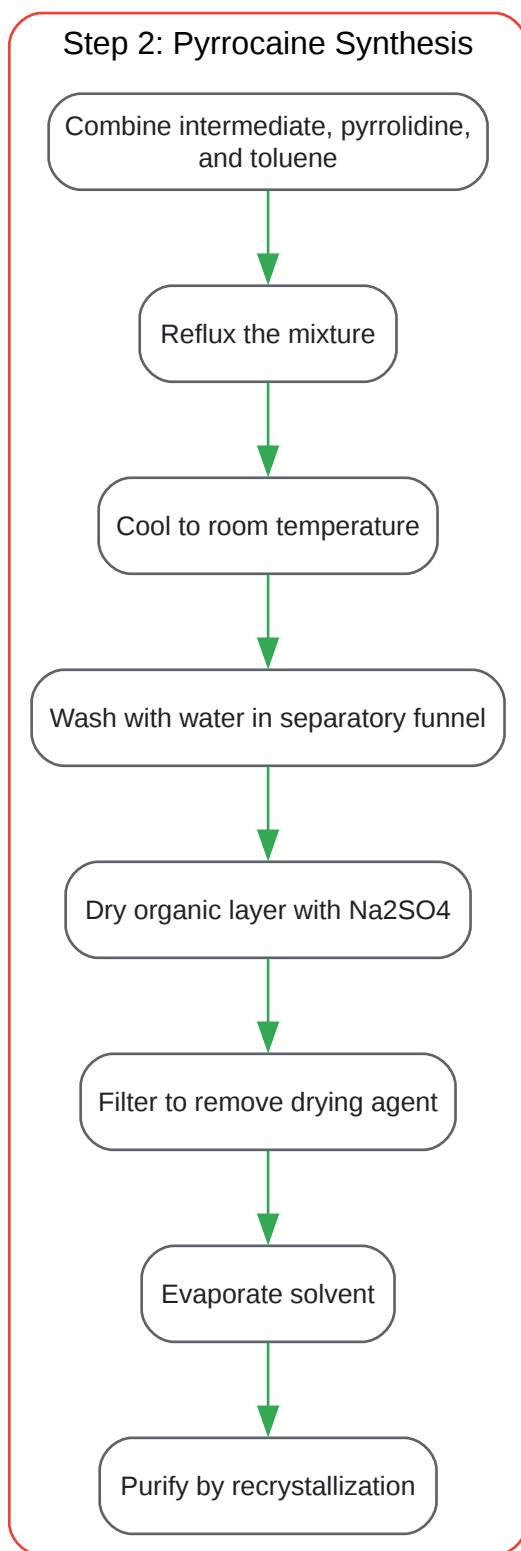 Step 2: Pyrrocaine Synthesis
Combine intermediate, pyrrolidine,
and toluene
Reflux the mixture
Cool to room temperature
Wash with water in separatory funnel
Dry organic layer with Na2SO4
Filter to remove drying agent
Evaporate solvent
Purify by recrystallization